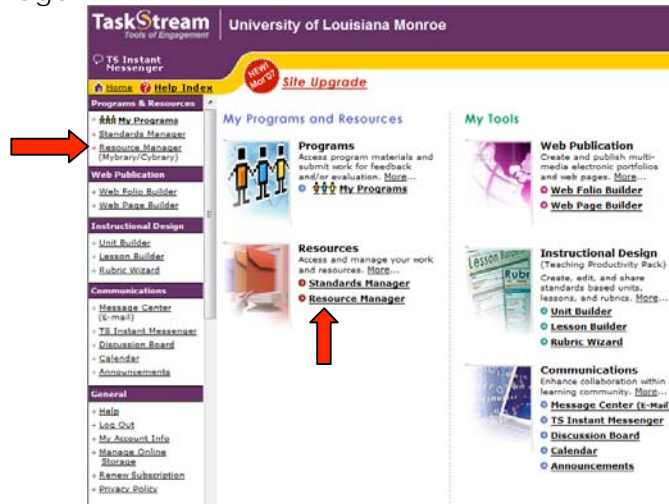 TaskStream
Tools of Engagement
University of Louisiana Monroe
TS Instant
Messenger
Home Help Index
NEW!
Mar'07
Site Upgrade
Programs & Resources
My Programs
Standards Manager
Resource Manager
(Mybrary/Cybrary)
Web Publication
Web Folio Builder
Web Page Builder
Instructional Design
Unit Builder
Lesson Builder
Rubric Wizard
Communications
Message Center
(E-mail)
TS Instant Messenger
Discussion Board
Calendar
Announcements
General
Help
Log Out
My Account Info
Manage Online
Storage
Renew Subscription
Privacy Policy
My Programs and Resources
Programs
Access program materials and
submit work for feedback
and/or evaluation. More...
My Programs
Resources
Access and manage your work
and resources. More...
Standards Manager
Resource Manager
My Tools
Web Publication
Create and publish multi-
media electronic portfolios
and web pages. More...
Web Folio Builder
Web Page Builder
Lesson Builder
Rubr
Instructional Design
(Teaching Productivity Pack)
Create, edit, and share
standards based units,
lessons, and rubrics. More...
Unit Builder
Lesson Builder
Rubric Wizard
Communications
Enhance collaboration within
learning community. More...
Message Center (E-Mail
TS Instant Messenger
Discussion Board
Calendar
Announcements